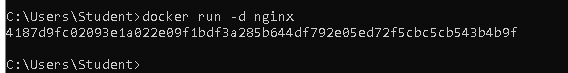 C:\Users\Student>docker run -d nginx
4187d9fc02093e1a022e09f1bdf3a285b644df792e05ed72f5cbc5cb543b4b9f
C:\Users\Student>